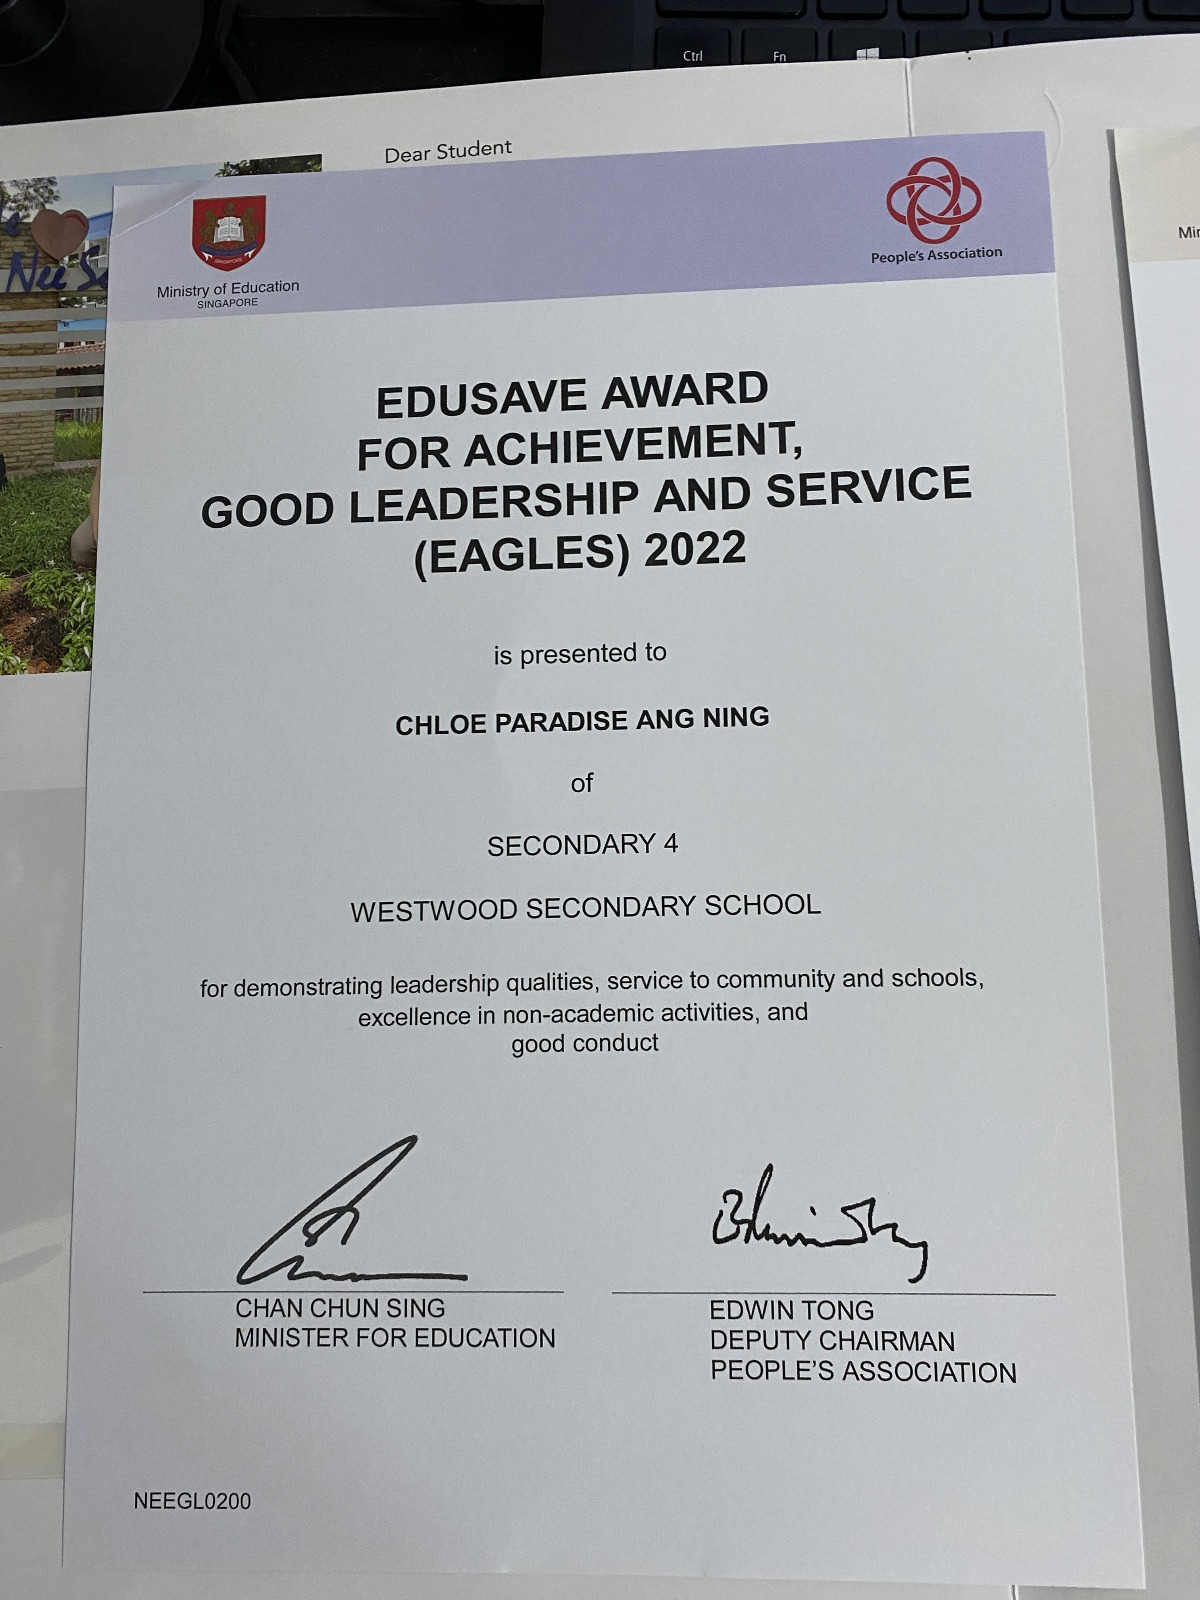 Ctrl Fn
Dear Student
Nee
Ministry of Education
SINGAPORE
People's Association
EDUSAVE AWARD
FOR ACHIEVEMENT,
GOOD LEADERSHIP AND SERVICE
(EAGLES) 2022
is presented to
CHLOE PARADISE ANG NING
of
SECONDARY 4
WESTWOOD SECONDARY SCHOOL
for demonstrating leadership qualities, service to community and schools,
excellence in non-academic activities, and
good conduct
CHAN CHUN SING
MINISTER FOR EDUCATION
EDWIN TONG
DEPUTY CHAIRMAN
PEOPLE'S ASSOCIATION
NEEGL0200